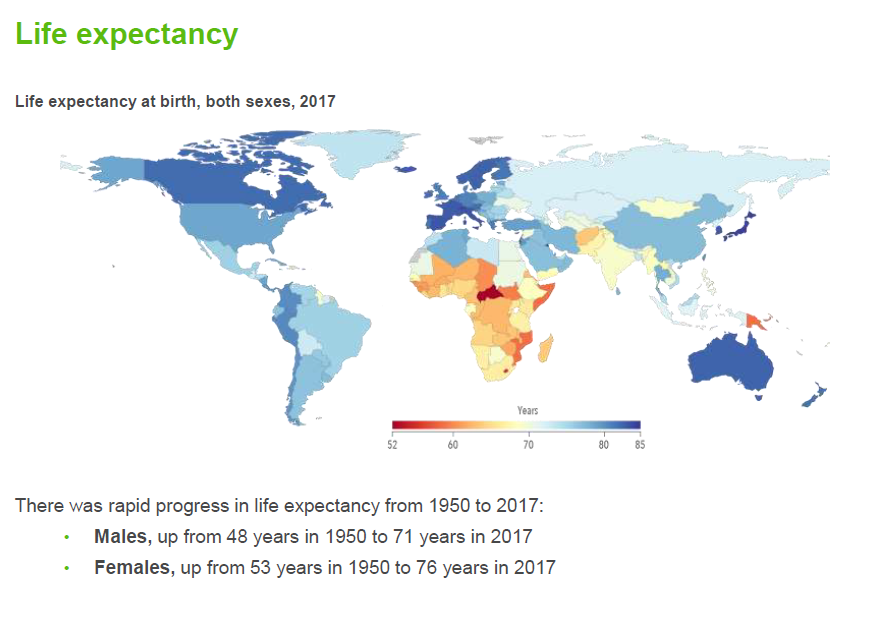 Life expectancy
Life expectancy at birth, both sexes, 2017
Years
52 60 70 80 85
There was rapid progress in life expectancy from 1950 to 2017:
• Males, up from 48 years in 1950 to 71 years in 2017
• Females, up from 53 years in 1950 to 76 years in 2017